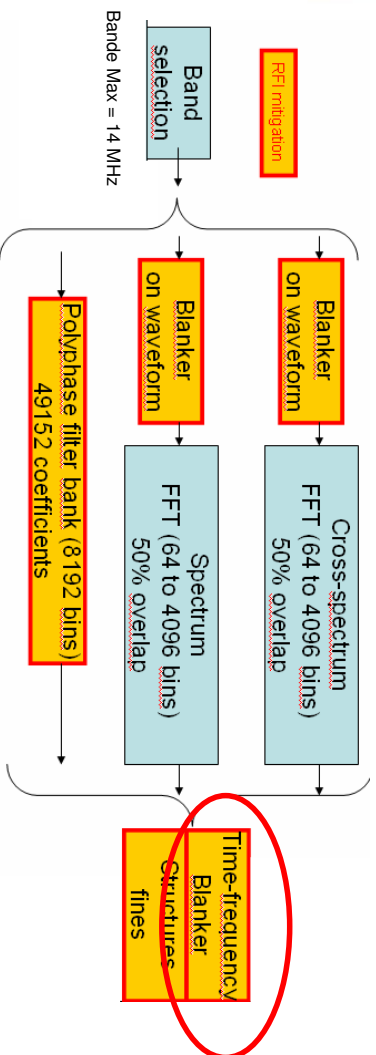 RFI mitigation
Band
selection
Bande Max = 14 MHz
Blanker
on waveform
Cross-spectrum
FFT (64 to 4096 bins)
50% overlap
Blanker
on waveform
Spectrum
FFT (64 to 4096 bins)
50% overlap
Polyphase filter bank (8192 bins)
49152 coefficients
Time-frequency
Blanker
Structures
fines